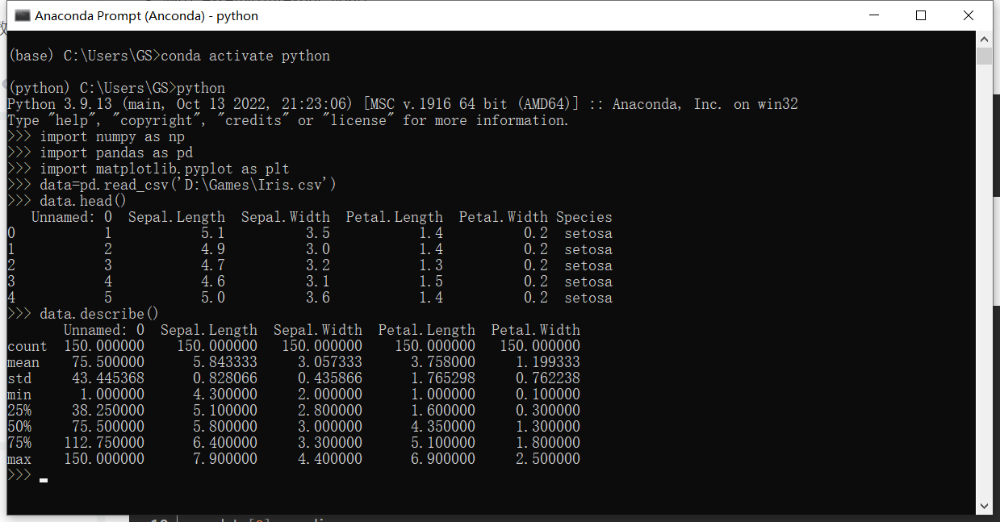 Anaconda Prompt (Anconda) - python
(base) C:\Users\GS>conda activate python
(python) C:\Users\GS>python
Python 3.9.13 (main, Oct 13 2022, 21:23:06) [MSC v.1916 64 bit (AMD64)] :: Anaconda, Inc. on win32
Type "help", "copyright", "credits" or "license" for more information.
>>> import numpy as np
>>> import pandas as pd
>>> import matplotlib.pyplot as plt
>>> data=pd.read_csv('D:\Games\Iris.csv')
>>> data.head()
   Unnamed: 0  Sepal.Length  Sepal.Width  Petal.Length  Petal.Width Species
0           1           5.1          3.5           1.4          0.2  setosa
1           2           4.9          3.0           1.4          0.2  setosa
2           3           4.7          3.2           1.3          0.2  setosa
3           4           4.6          3.1           1.5          0.2  setosa
4           5           5.0          3.6           1.4          0.2  setosa
>>> data.describe()
       Unnamed: 0  Sepal.Length  Sepal.Width  Petal.Length  Petal.Width
count  150.000000    150.000000   150.000000    150.000000   150.000000
mean    75.500000      5.843333     3.057333      3.758000     1.199333
std     43.445368      0.828066     0.435866      1.765298     0.762238
min      1.000000      4.300000     2.000000      1.000000     0.100000
25%     38.250000      5.100000     2.800000      1.600000     0.300000
50%     75.500000      5.800000     3.000000      4.350000     1.300000
75%    112.750000      6.400000     3.300000      5.100000     1.800000
max    150.000000      7.900000     4.400000      6.900000     2.500000
>>>